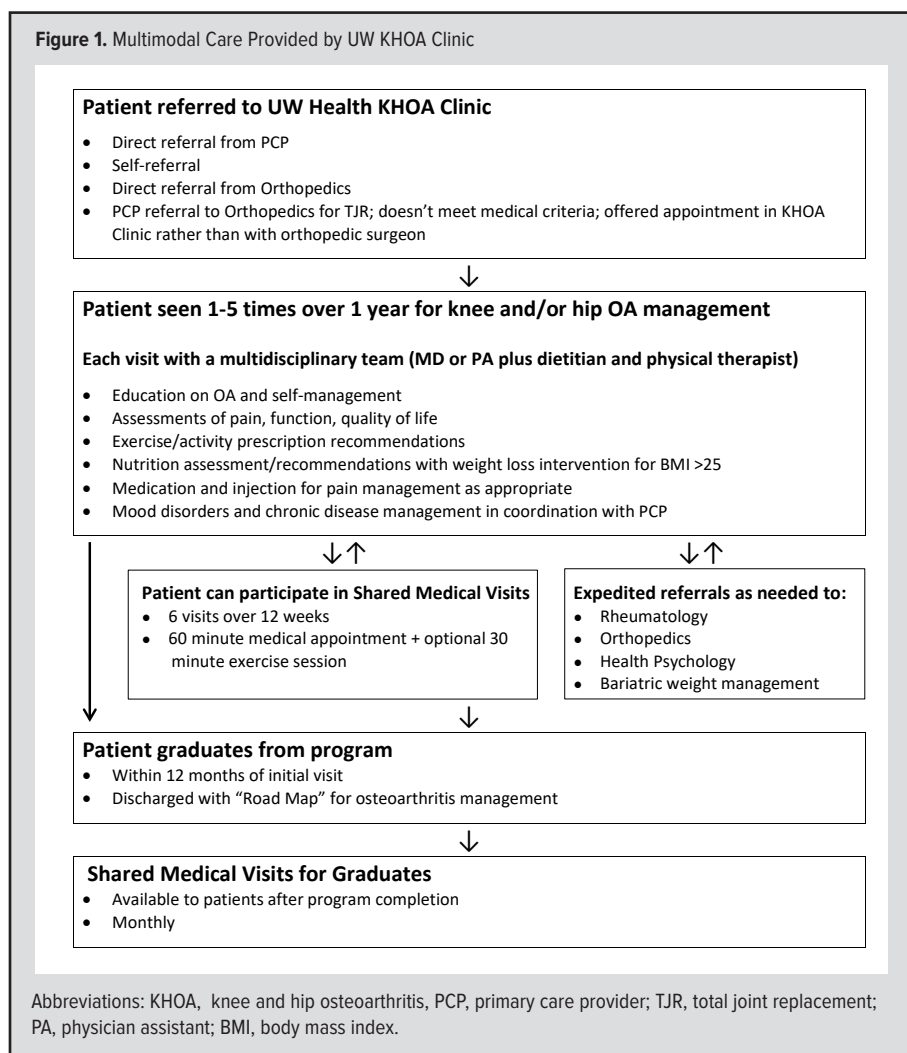 Figure 1. Multimodal Care Provided by UW KHOA Clinic
Patient referred to UW Health KHOA Clinic
• Direct referral from PCP
• Self-referral
• Direct referral from Orthopedics
• PCP referral to Orthopedics for TJR; doesn’t meet medical criteria; offered appointment in KHOA
Clinic rather than with orthopedic surgeon
↓
Patient seen 1-5 times over 1 year for knee and/or hip OA management
Each visit with a multidisciplinary team (MD or PA plus dietitian and physical therapist)
• Education on OA and self-management
• Assessments of pain, function, quality of life
• Exercise/activity prescription recommendations
• Nutrition assessment/recommendations with weight loss intervention for BMI >25
• Medication and injection for pain management as appropriate
• Mood disorders and chronic disease management in coordination with PCP
↓↑ ↓↑
Patient can participate in Shared Medical Visits
• 6 visits over 12 weeks
• 60 minute medical appointment + optional 30
minute exercise session
Expedited referrals as needed to:
• Rheumatology
• Orthopedics
• Health Psychology
• Bariatric weight management
↓
Patient graduates from program
• Within 12 months of initial visit
• Discharged with “Road Map” for osteoarthritis management
↓
Shared Medical Visits for Graduates
• Available to patients after program completion
• Monthly
Abbreviations: KHOA, knee and hip osteoarthritis, PCP, primary care provider; TJR, total joint replacement;
PA, physician assistant; BMI, body mass index.